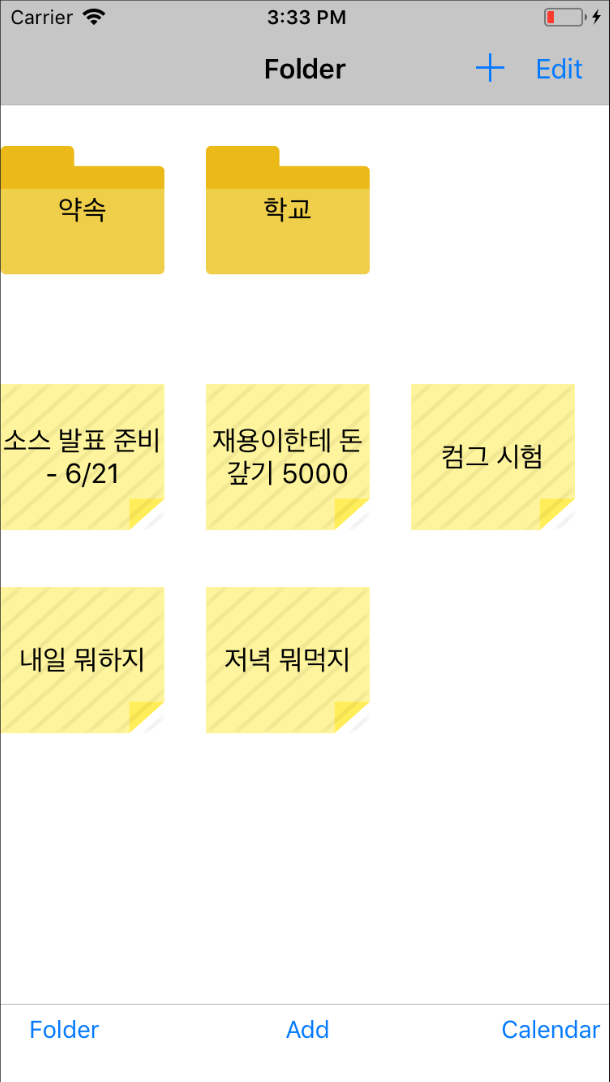 Carrier 3:33 PM
Folder + Edit
약속 학교
소스 발표 준비
- 6/21
재용이한테 돈
갚기 5000
컴그 시험
내일 뭐하지 저녁 뭐먹지
Folder Add Calendar